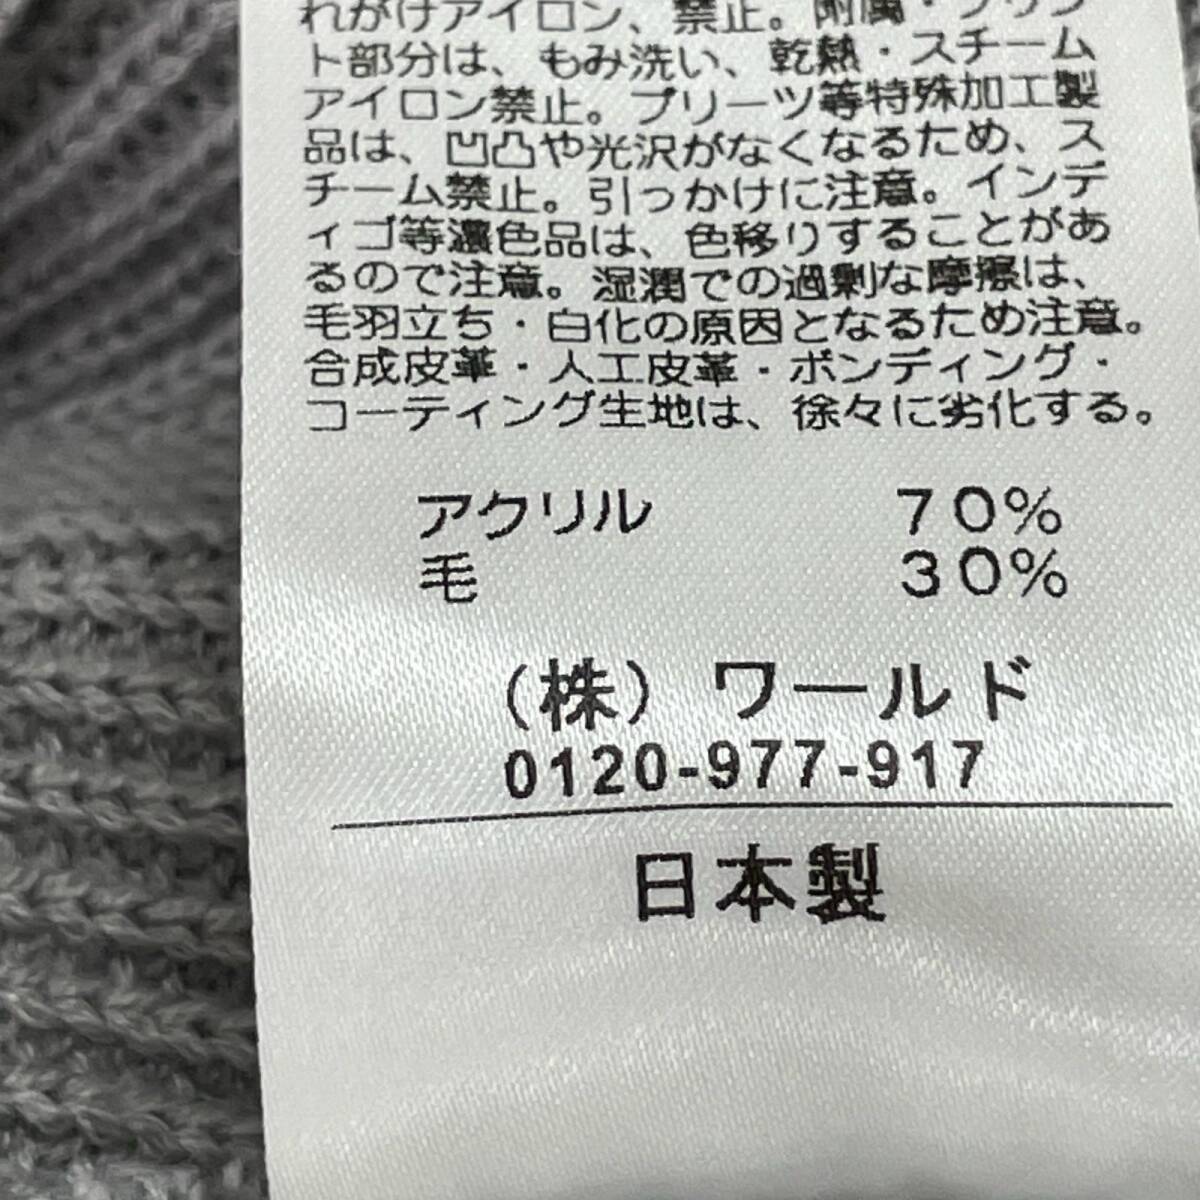 れがけアイロン、禁止。附属・プリン
ト部分は、もみ洗い、乾熱・スチーム
アイロン禁止。プリーツ等特殊加工製
品は、凹凸や光沢がなくなるため、ス
チーム禁止。引っかけに注意。インデ
ィゴ等濃色品は、色移りすることがあ
るので注意。湿潤での過剰な摩擦は、
毛羽立ち・白化の原因となるため注意。
合成皮革・人工皮革・ボンディング・
コーティング生地は、徐々に劣化する。
アクリル 70%
毛 30%
(株) ワールド
0120-977-917
日本製